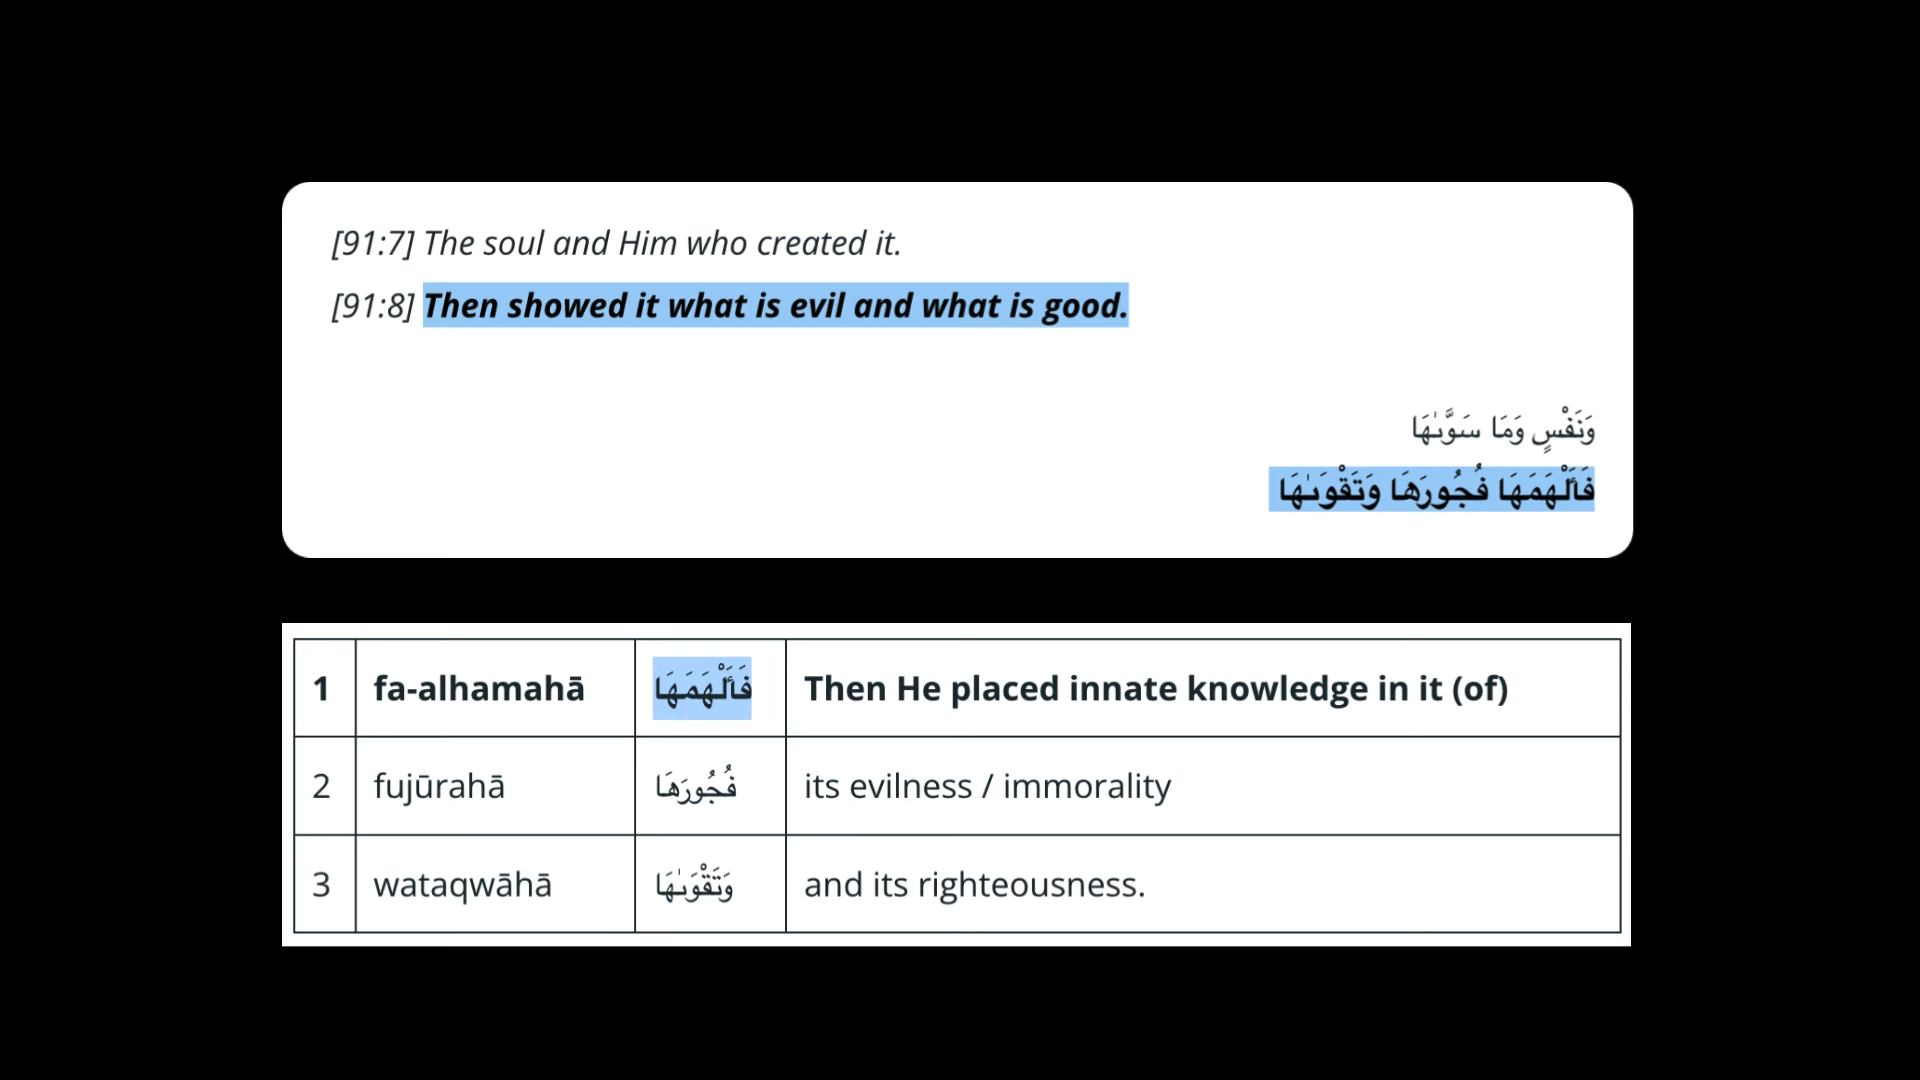 [91:7] The soul and Him who created it.
[91:8] Then showed it what is evil and what is good.
وَنَفْسٍ وَمَا سَوَّىٰهَا
فَأَلْهَمَهَا فُجُورَهَا وَتَقْوَىٰهَا
1 fa-alhamahā فَأَلْهَمَهَا Then He placed innate knowledge in it (of)
2 fujūrahā فُجُورَهَا its evilness / immorality
3 wataqwāhā وَتَقْوَىٰهَا and its righteousness.